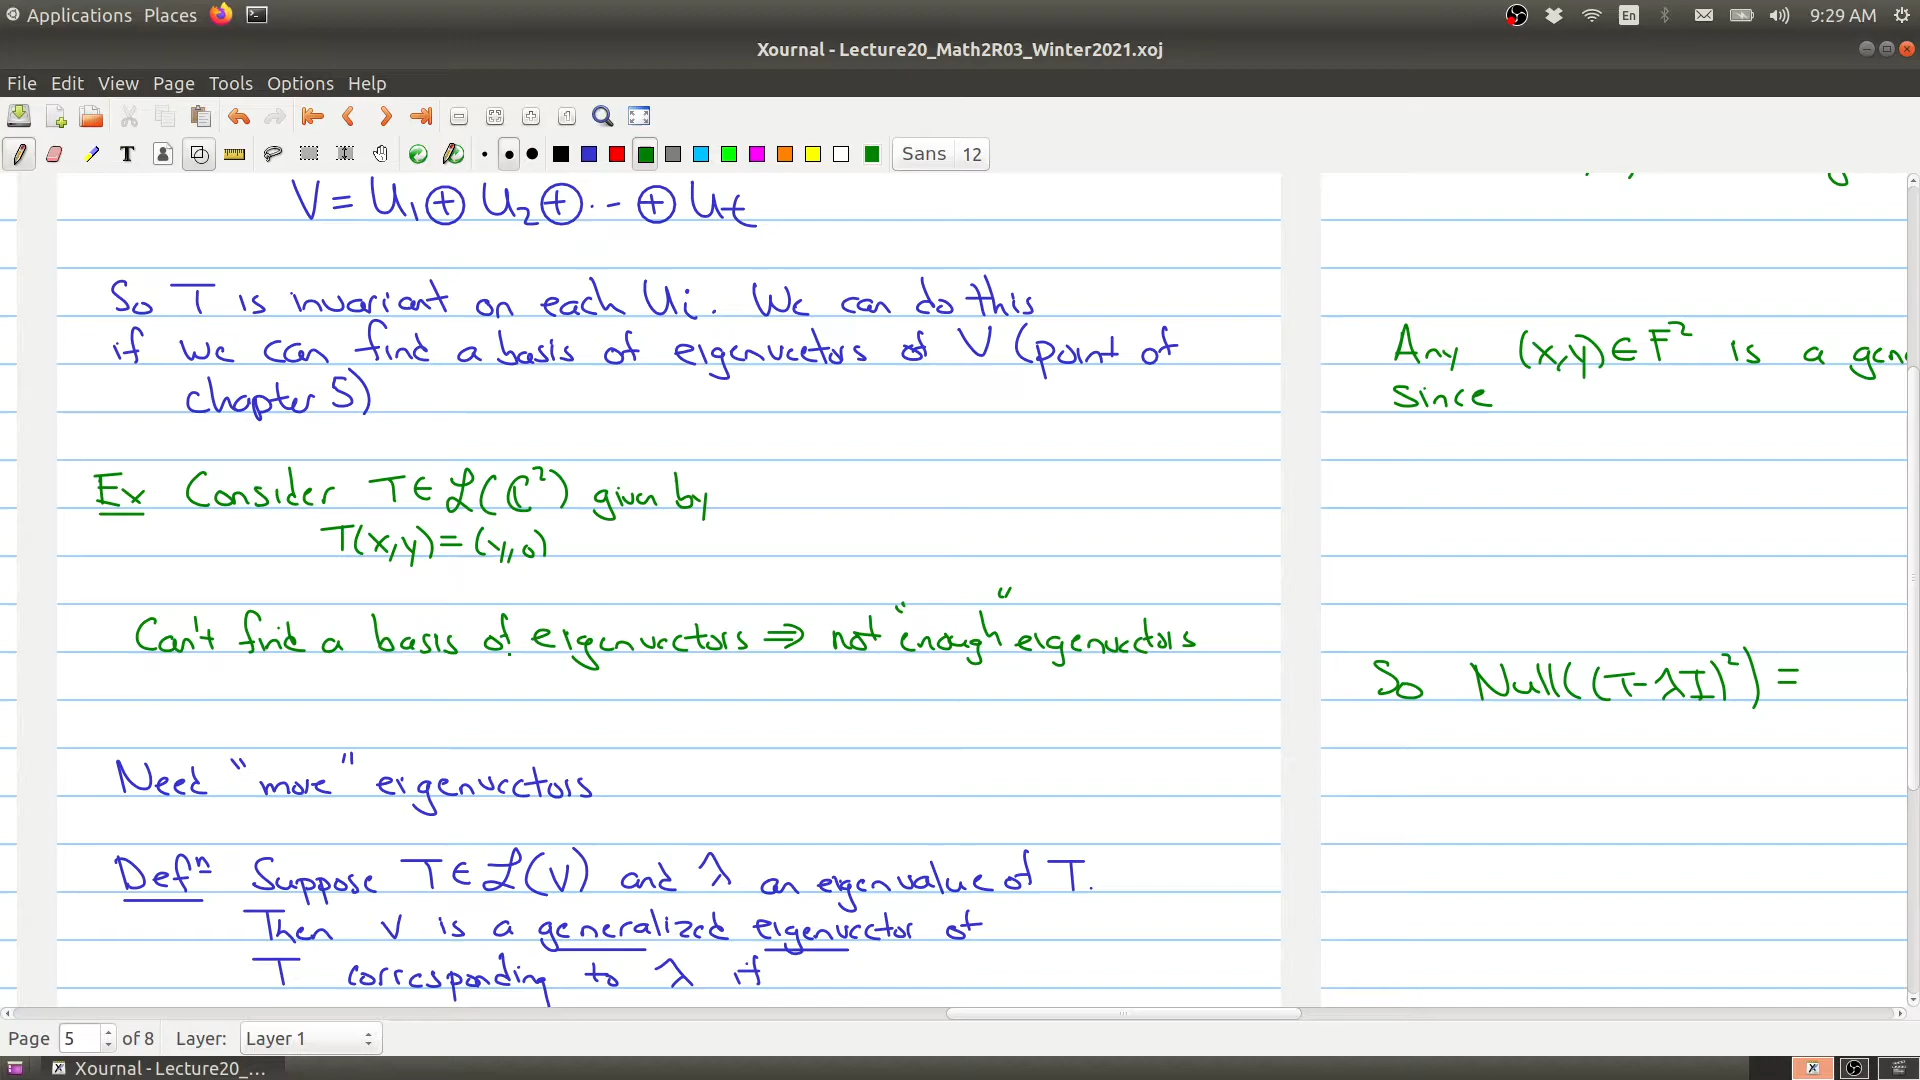 Applications Places En 9:29 AM
Xournal - Lecture20_Math2R03_Winter2021.xoj
File Edit View Page Tools Options Help
Sans 12
V = U₁ ⊕ U₂ ⊕ ·-- ⊕ Ut
So T is invariant on each Ui. We can do this
if we can find a basis of eigenvectors of V (point of
chapter 5)
Ex Consider T ∈ ℒ(ℂ²) given by
T(x,y) = (y,0)
Can't find a basis of eigenvectors ⇒ not "enough" eigenvectors
Need "more" eigenvectors
Defⁿ Suppose T ∈ ℒ(V) and λ an eigenvalue of T.
Then v is a generalized eigenvector of
T corresponding to λ if
Any (x,y) ∈ F² is a gen
since
So Null((T-λI)²) =
Page 5 of 8 Layer: Layer 1
Xournal - Lecture20_...